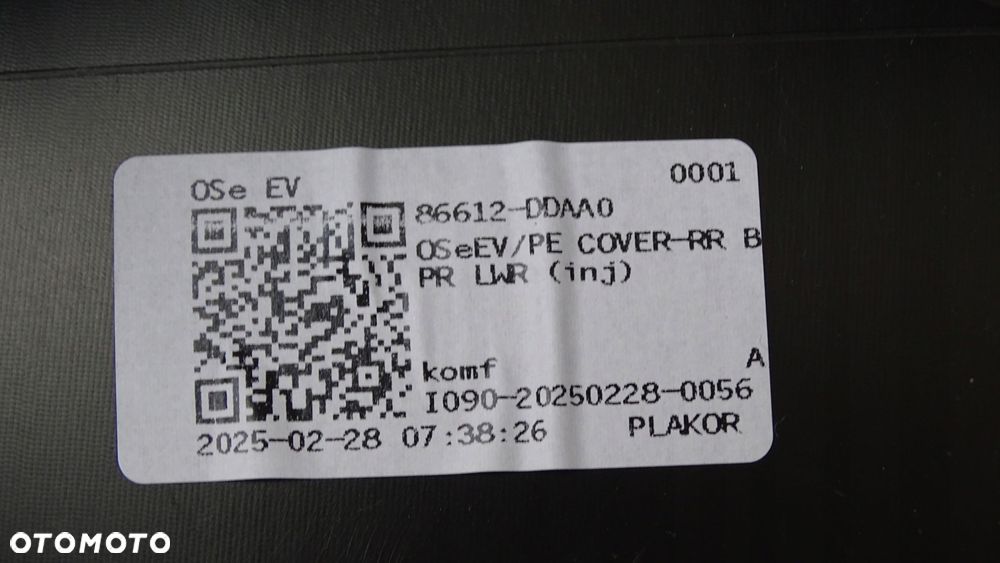 0001
OSe EV
86612-DDAA0
OSeEV/PE COVER-RR B
PR LWR (inj)
komf
A
I090-20250228-0056
2025-02-28 07:38:26
PLAKOR
OTOMOTO